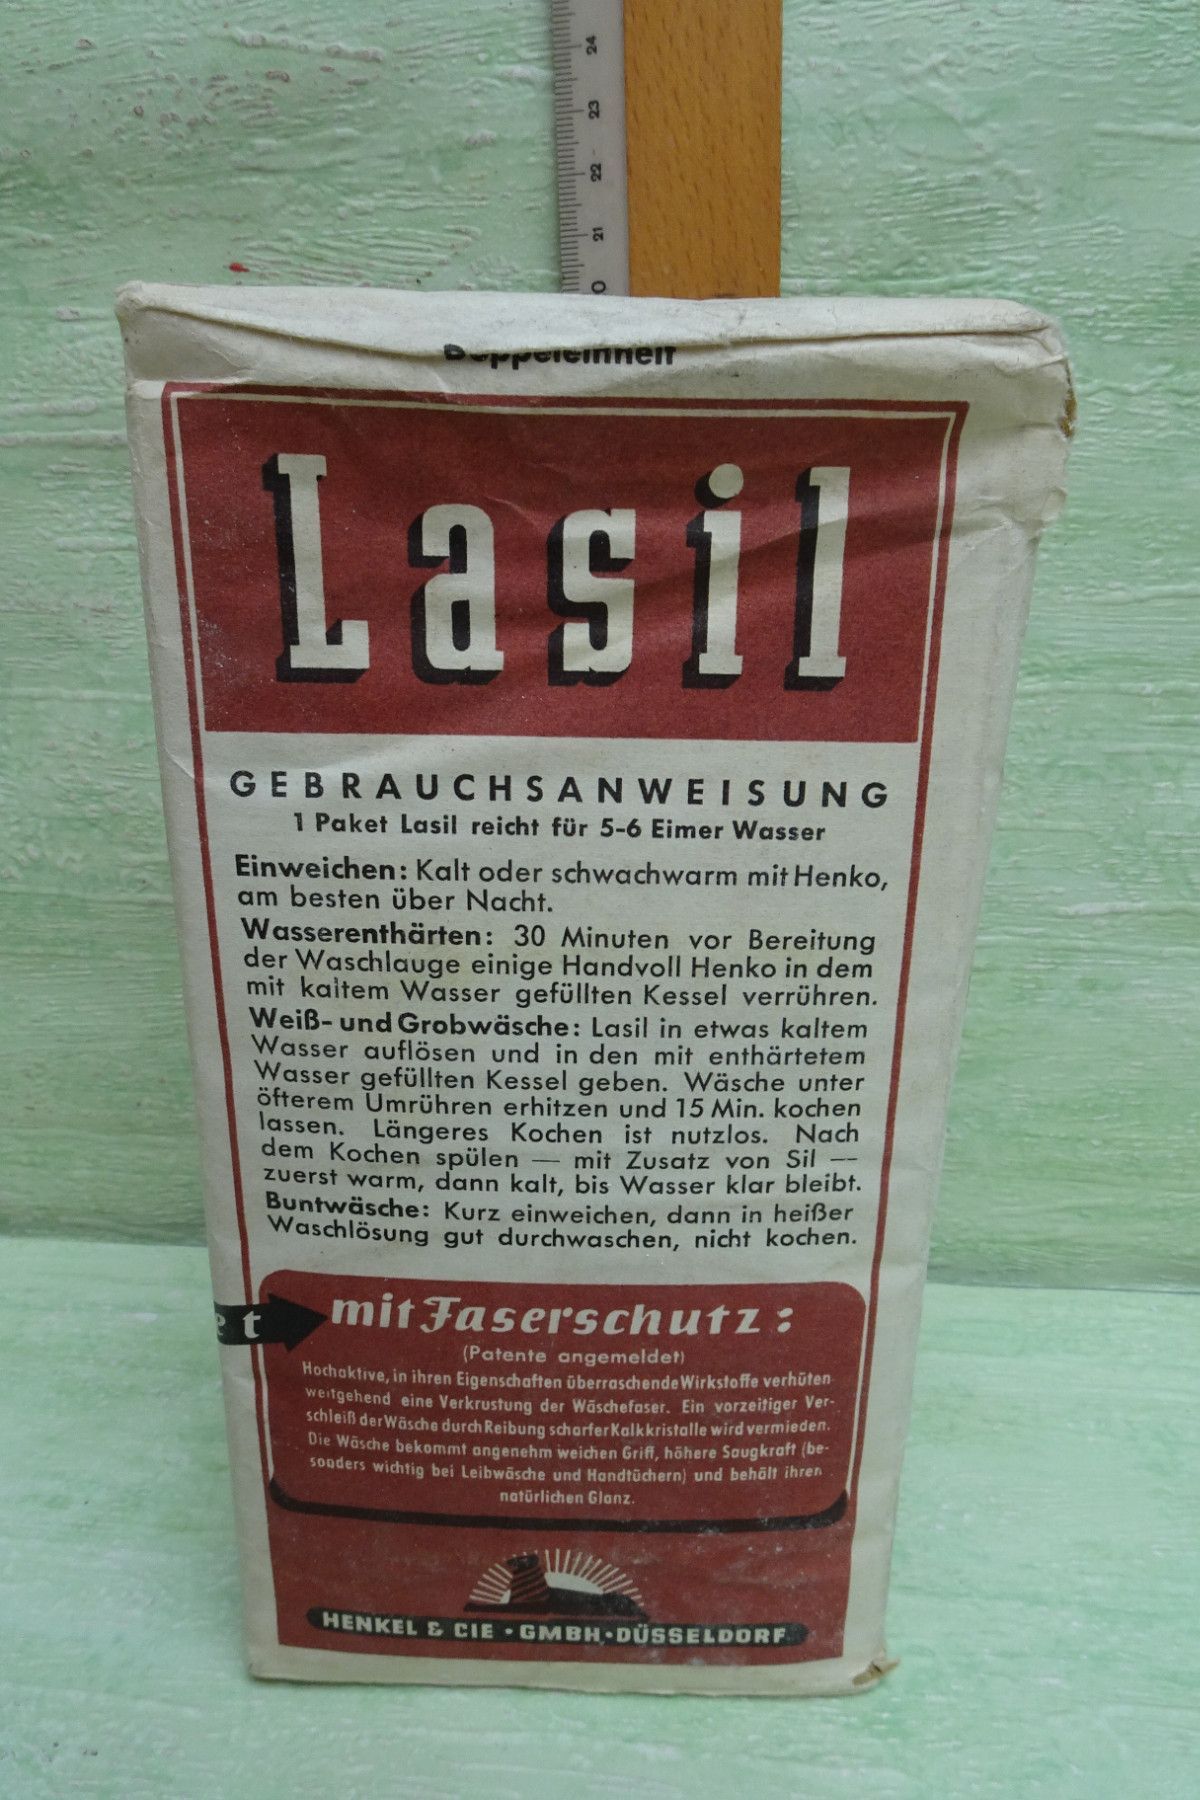 24
23
22
21
0
Doppeleinheit
Lasil
GEBRAUCHSANWEISUNG
1 Paket Lasil reicht für 5-6 Eimer Wasser
Einweichen: Kalt oder schwachwarm mit Henko,
am besten über Nacht.
Wasserenthärten: 30 Minuten vor Bereitung
der Waschlauge einige Handvoll Henko in dem
mit kaltem Wasser gefüllten Kessel verrühren.
Weiß- und Grobwäsche: Lasil in etwas kaltem
Wasser auflösen und in den mit enthärtetem
Wasser gefüllten Kessel geben. Wäsche unter
öfterem Umrühren erhitzen und 15 Min. kochen
lassen. Längeres Kochen ist nutzlos. Nach
dem Kochen spülen — mit Zusatz von Sil —
zuerst warm, dann kalt, bis Wasser klar bleibt.
Buntwäsche: Kurz einweichen, dann in heißer
Waschlösung gut durchwaschen, nicht kochen.
et
mit Faserschutz:
(Patente angemeldet)
Hochaktive, in ihren Eigenschaften überraschende Wirkstoffe verhüten
weitgehend eine Verkrustung der Wäschefaser. Ein vorzeitiger Ver-
schleiß der Wäsche durch Reibung scharfer Kalkkristalle wird vermieden.
Die Wäsche bekommt angenehm weichen Griff, höhere Saugkraft (be-
sonders wichtig bei Leibwäsche und Handtüchern) und behält ihren
natürlichen Glanz.
HENKEL & CIE · GMBH · DÜSSELDORF